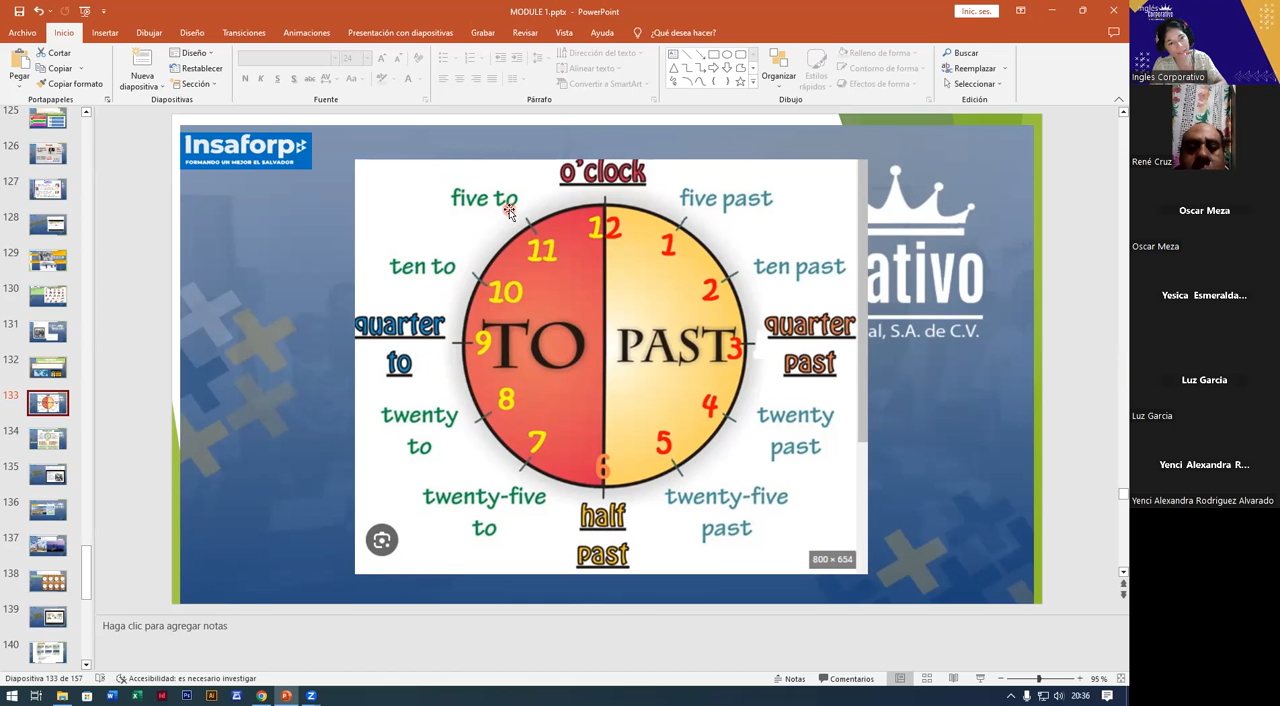 MODULE 1.pptx - PowerPoint
Inic. ses.
Archivo Inicio Insertar Dibujar Diseño Transiciones Animaciones Presentación con diapositivas Grabar Revisar Vista Ayuda ¿Qué desea hacer?
Pegar
Cortar
Copiar
Copiar formato
Portapapeles
Nueva
diapositiva
Diseño
Restablecer
Sección
Diapositivas
24
N K S S abc AV Aa A
Fuente
Dirección del texto
Alinear texto
Convertir a SmartArt
Párrafo
Organizar
Estilos
rápidos
Relleno de forma
Contorno de forma
Efectos de forma
Dibujo
Buscar
Reemplazar
Seleccionar
Edición
125
126
127
128
129
130
131
132
133
134
135
136
137
138
139
140
Insaforp
FORMANDO UN MEJOR EL SALVADOR
o'clock
five to
five past
12
11
1
ten to
ten past
10
2
quarter
to
9
TO
PAST
3
quarter
past
8
4
twenty
to
twenty
past
7
5
6
twenty-five
to
half
past
twenty-five
past
800 × 654
ativo
al, S.A. de C.V.
Haga clic para agregar notas
Diapositiva 133 de 157
Accesibilidad: es necesario investigar
Notas
Comentarios
95 %
20:36
Corporativo
Ingles Corporativo
René Cruz
Oscar Meza
Oscar Meza
Yesica Esmeralda...
Luz Garcia
Luz Garcia
Yenci Alexandra R...
Yenci Alexandra Rodriguez Alvarado